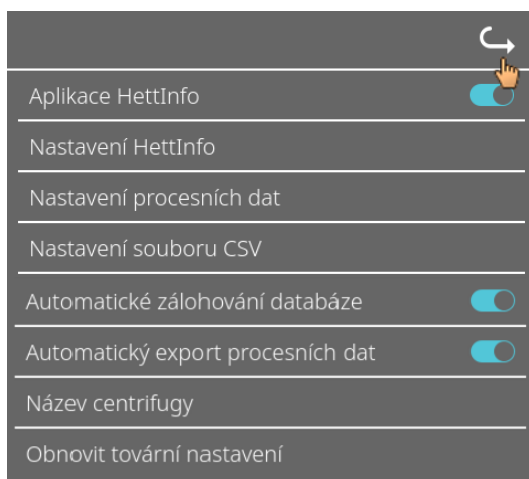 Aplikace HettInfo
Nastavení HettInfo
Nastavení procesních dat
Nastavení souboru CSV
Automatické zálohování databáze
Automatický export procesních dat
Název centrifugy
Obnovit tovární nastavení